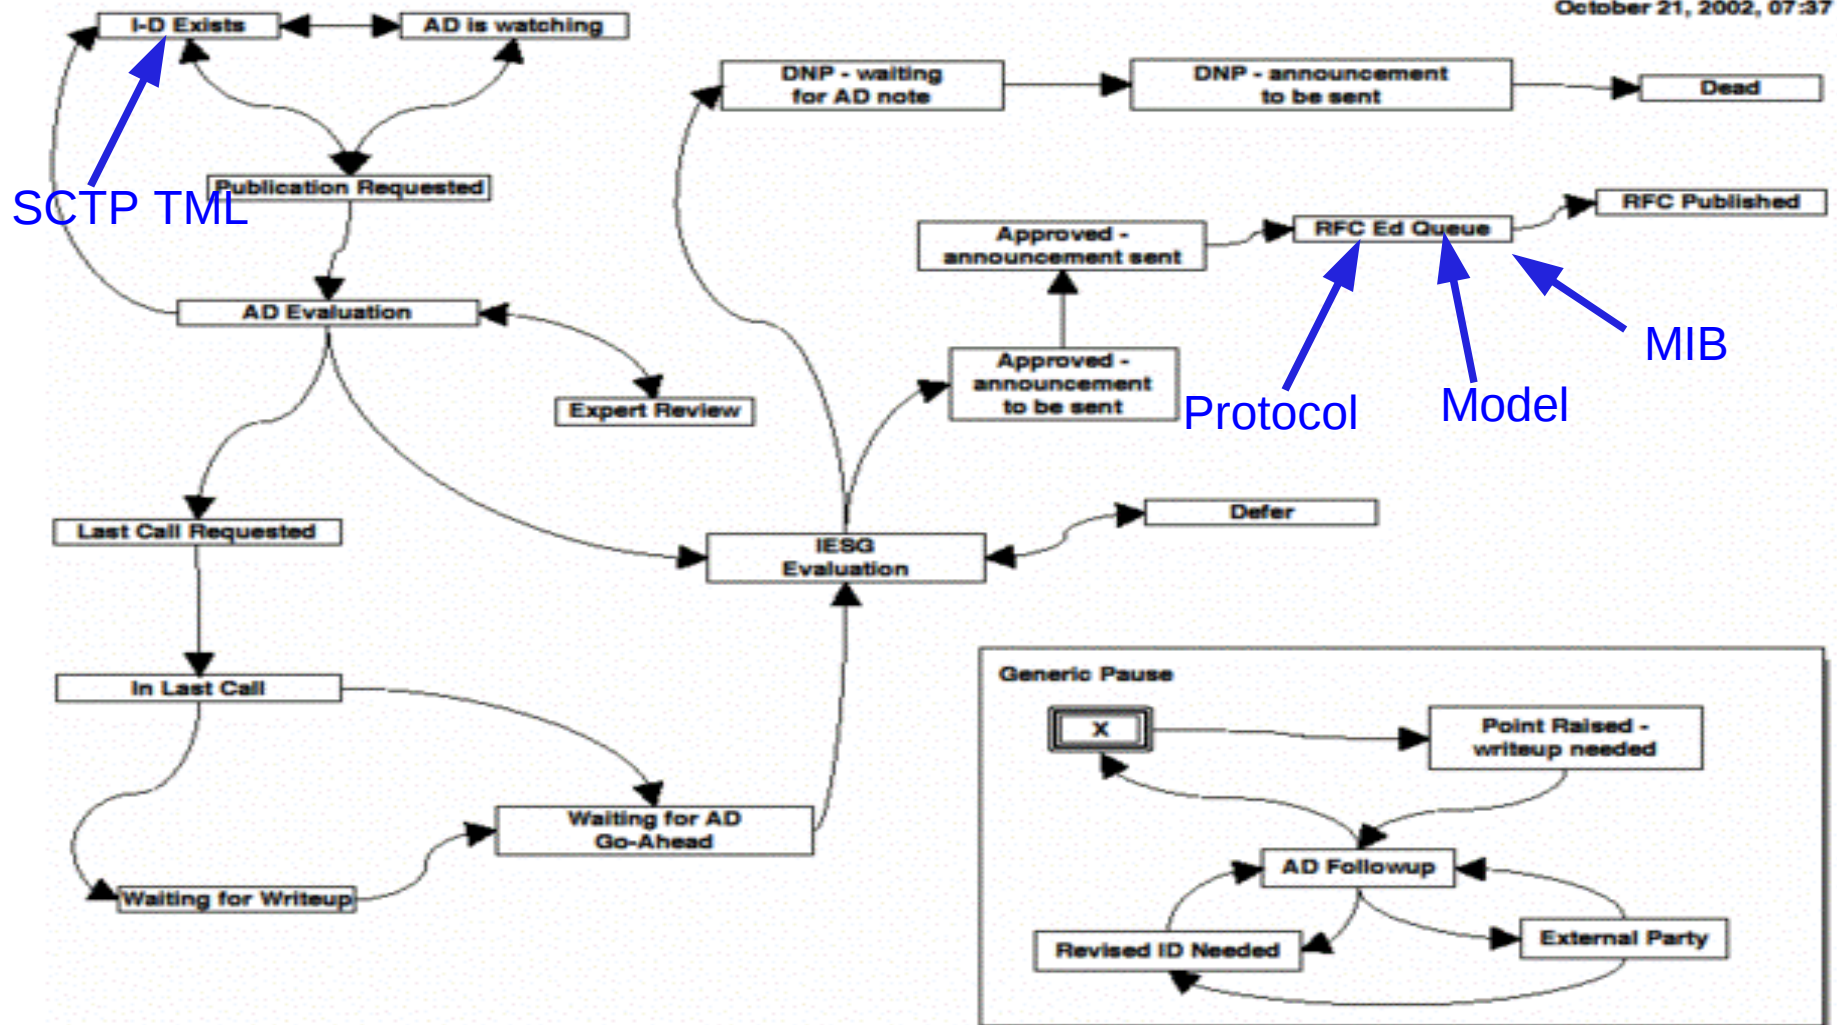 October 21, 2002, 07:37
I-D Exists
AD is watching
DNP - waiting
for AD note
DNP - announcement
to be sent
Dead
Publication Requested
SCTP TML
RFC Published
RFC Ed Queue
Approved -
announcement sent
AD Evaluation
MIB
Approved -
announcement
to be sent
Protocol
Model
Expert Review
Last Call Requested
Defer
IESG
Evaluation
In Last Call
Generic Pause
X
Point Raised -
writeup needed
Waiting for AD
Go-Ahead
AD Followup
Waiting for Writeup
Revised ID Needed
External Party